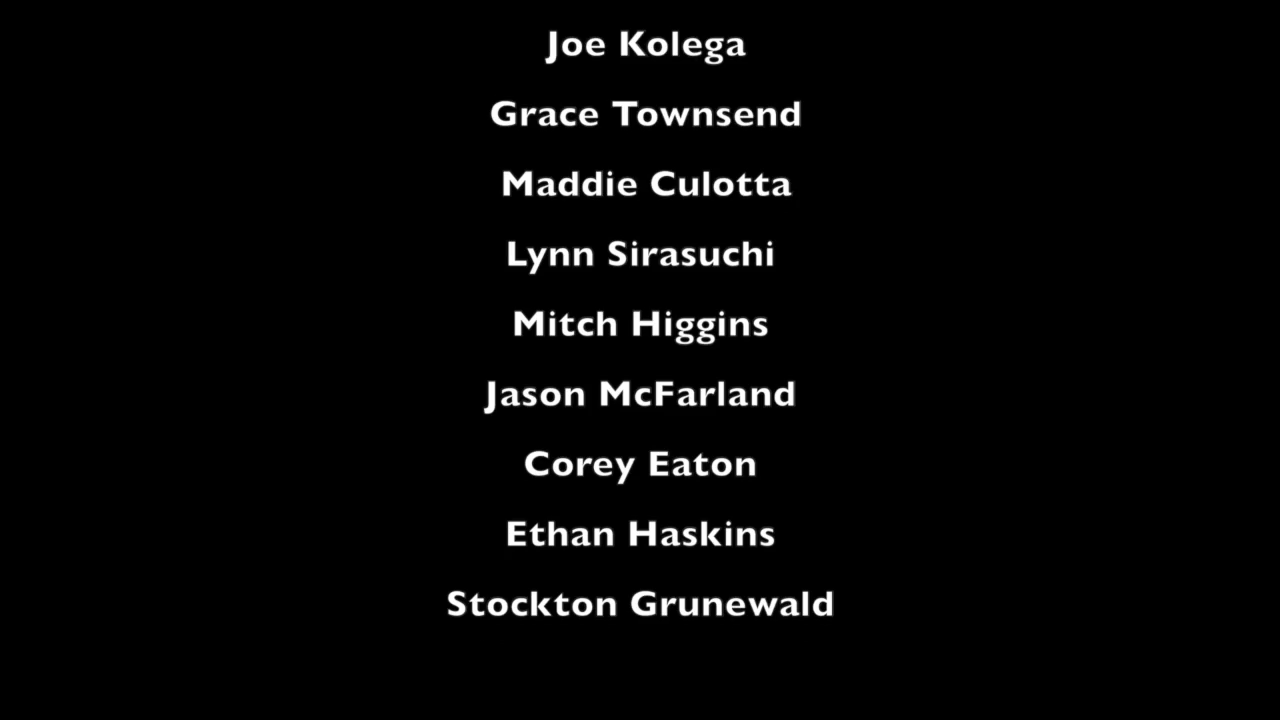 Joe Kolega
Grace Townsend
Maddie Culotta
Lynn Sirasuchi
Mitch Higgins
Jason McFarland
Corey Eaton
Ethan Haskins
Stockton Grunewald